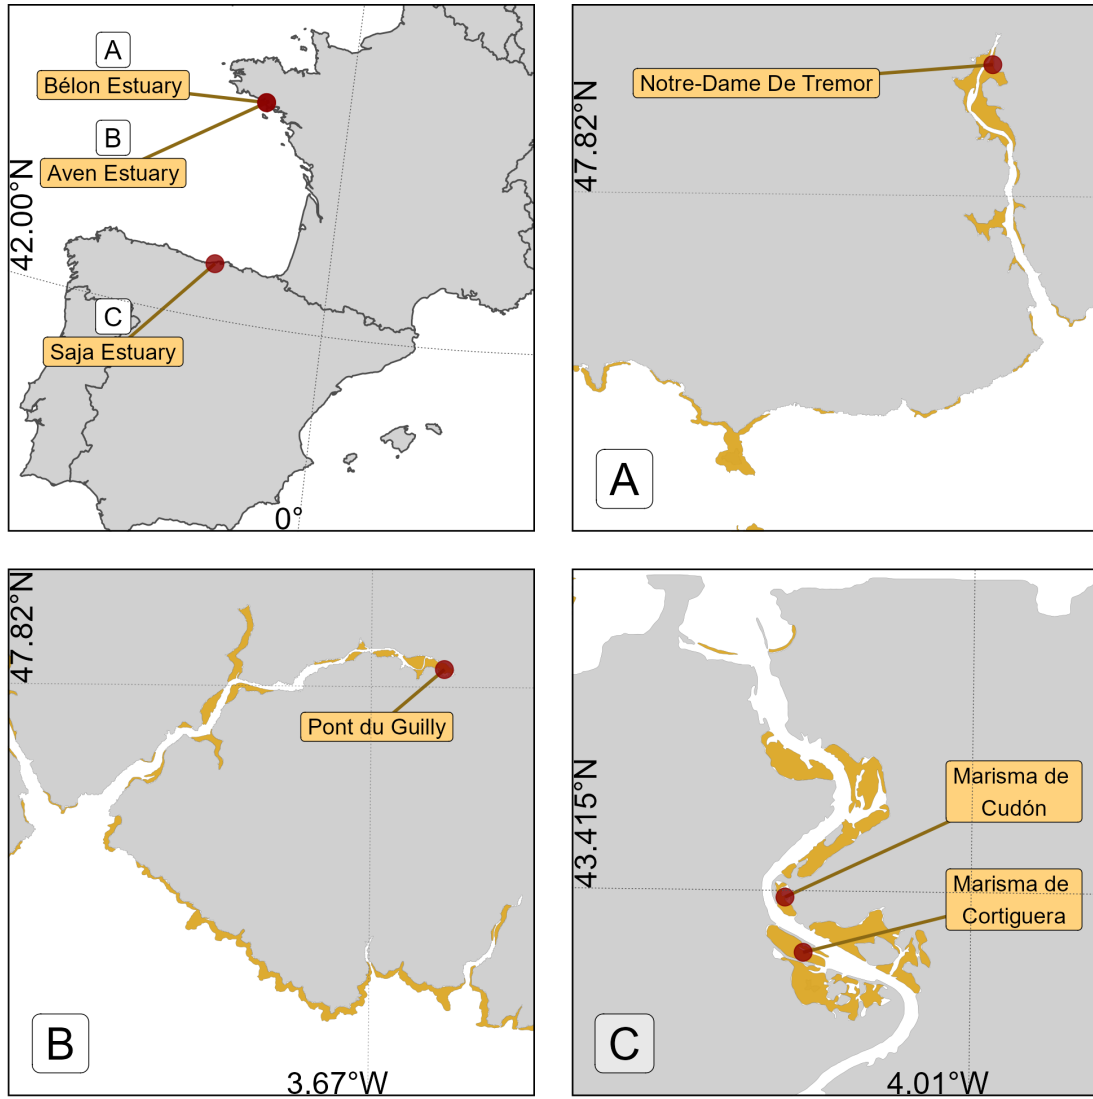 A
Bélon Estuary
B
Aven Estuary
42.00°N
C
Saja Estuary
0°
Notre-Dame De Tremor
47.82°N
A
47.82°N
Pont du Guilly
B
3.67°W
Marisma de
Cudón
43.415°N
Marisma de
Cortiguera
C
4.01°W